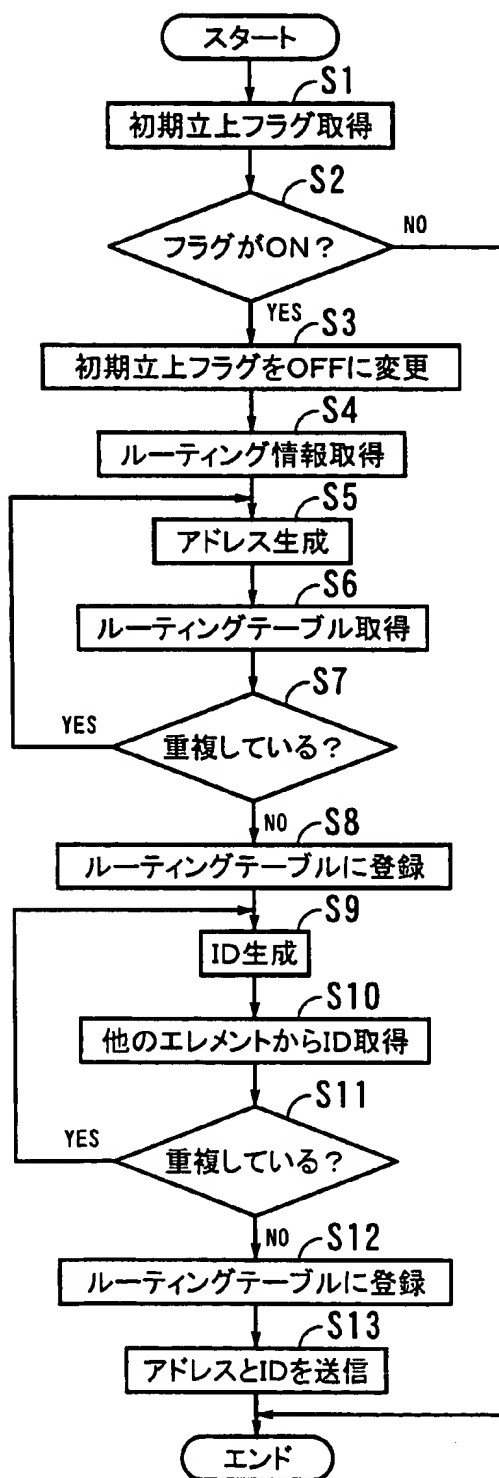 スタート
S1
初期立上フラグ取得
S2
フラグがON?
NO
YES
S3
初期立上フラグをOFFに変更
S4
ルーティング情報取得
S5
アドレス生成
S6
ルーティングテーブル取得
S7
YES
重複している?
NO
S8
ルーティングテーブルに登録
S9
ID生成
S10
他のエレメントからID取得
S11
YES
重複している?
NO
S12
ルーティングテーブルに登録
S13
アドレスとIDを送信
エンド